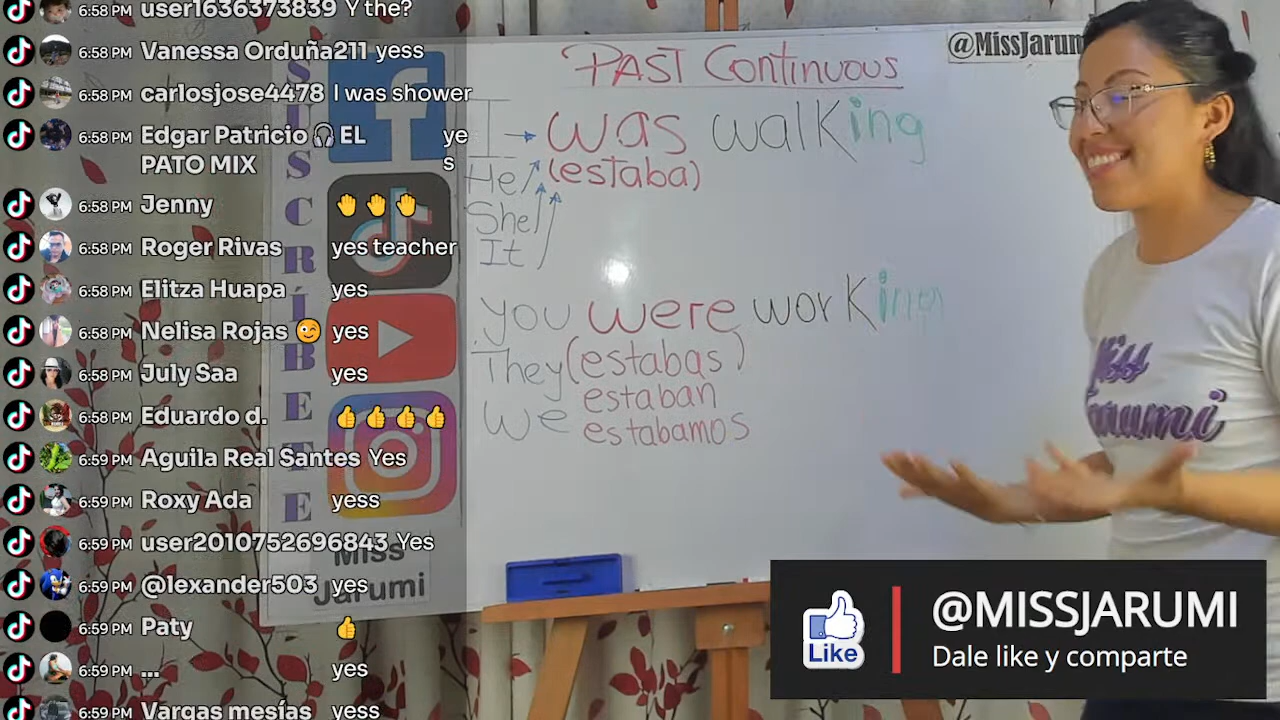 6:58 PM user1636373839 Y the?
6:58 PM Vanessa Orduña211 yess
6:58 PM carlosjose4478 I was shower
6:58 PM Edgar Patricio🎧EL PATO MIX yes
6:58 PM Jenny 🤚🤚🤚
6:58 PM Roger Rivas yes teacher
6:58 PM Elitza Huapa yes
6:58 PM Nelisa Rojas 😉 yes
6:58 PM July Saa yes
6:58 PM Eduardo d. 👍👍👍👍
6:59 PM Aguila Real Santes Yes
6:59 PM Roxy Ada yess
6:59 PM user2010752696843 Yes
6:59 PM @lexander503 yes
6:59 PM Paty 👍
6:59 PM ... yes
6:59 PM Vargas mesías yess
SUSCRÍBETE
Miss
Jarumi
@MissJarum
PAST Continuous
I → was walking
He (estaba)
She
It
you were working
They (estabas)
estaban
We estabamos
Miss
Jarumi
Like
@MISSJARUMI
Dale like y comparte